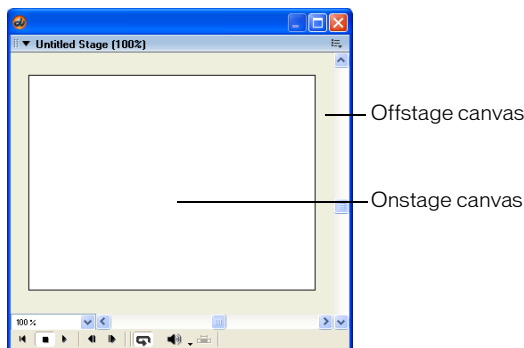 Untitled Stage (100%)
Offstage canvas
Onstage canvas
100 %